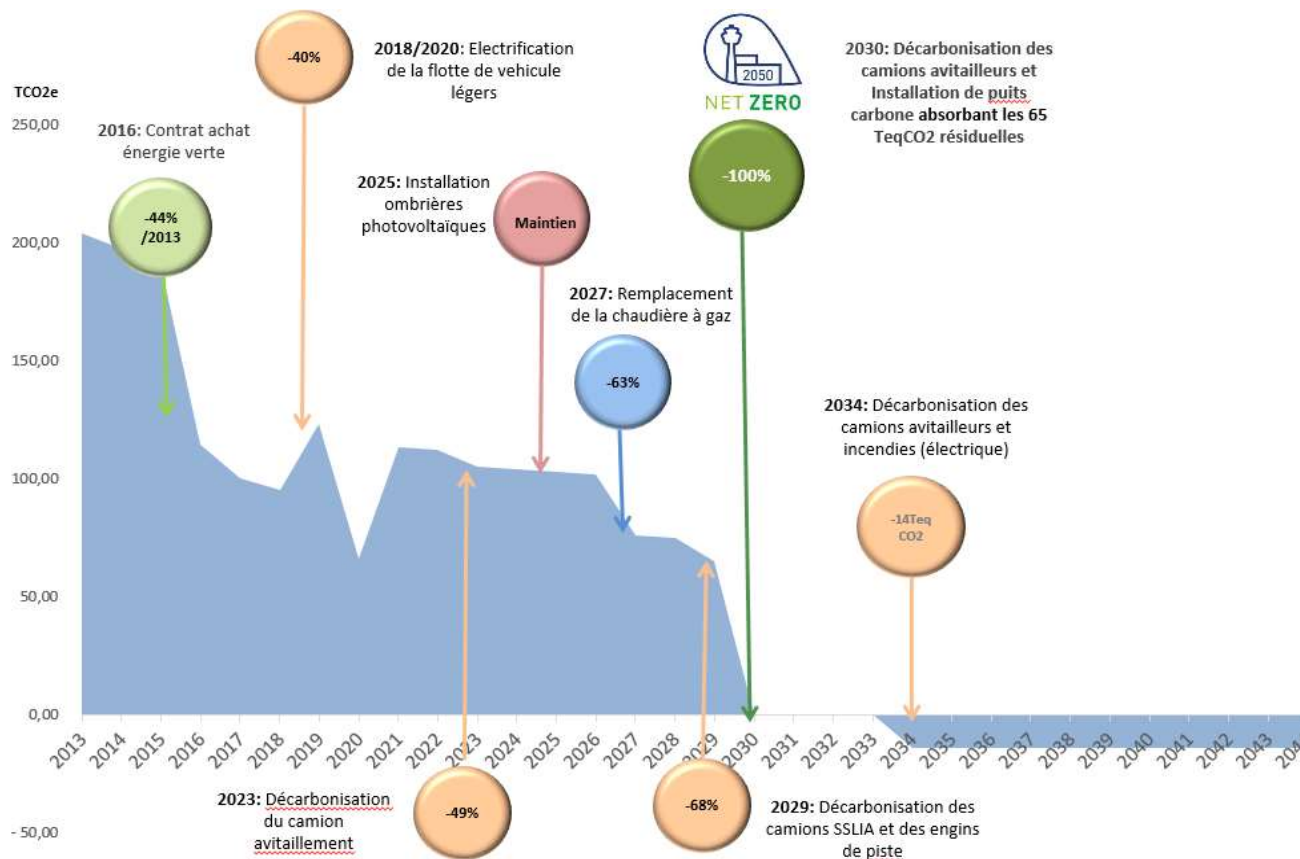 -40%
2018/2020: Electrification
de la flotte de vehicule
légers
2050
NET ZERO
2030: Décarbonisation des
camions avitailleurs et
Installation de puits
carbone absorbant les 65
TeqCO2 résiduelles
TCO2e
250,00
200,00
150,00
100,00
50,00
0,00
- 50,00
2016: Contrat achat
énergie verte
-44%
/2013
2025: Installation
ombrières
photovoltaïques
Maintien
-100%
2027: Remplacement
de la chaudière à gaz
-63%
2034: Décarbonisation des
camions avitailleurs et
incendies (électrique)
-14Teq
CO2
2013
2014
2015
2016
2017
2018
2019
2020
2021
2022
2023
2024
2025
2026
2027
2028
2029
2030
2031
2032
2033
2034
2035
2036
2037
2038
2039
2040
2041
2042
2043
2023: Décarbonisation
du camion
avitaillement
-49%
-68%
2029: Décarbonisation des
camions SSLIA et des engins
de piste